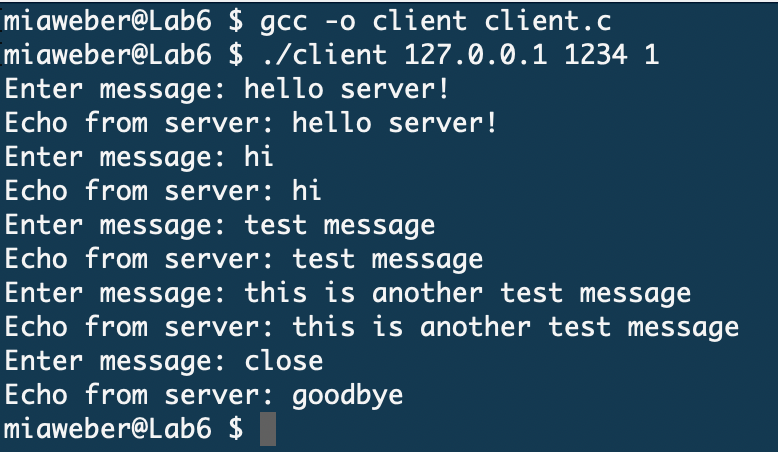 miaweber@Lab6 $ gcc -o client client.c
miaweber@Lab6 $ ./client 127.0.0.1 1234 1
Enter message: hello server!
Echo from server: hello server!
Enter message: hi
Echo from server: hi
Enter message: test message
Echo from server: test message
Enter message: this is another test message
Echo from server: this is another test message
Enter message: close
Echo from server: goodbye
miaweber@Lab6 $